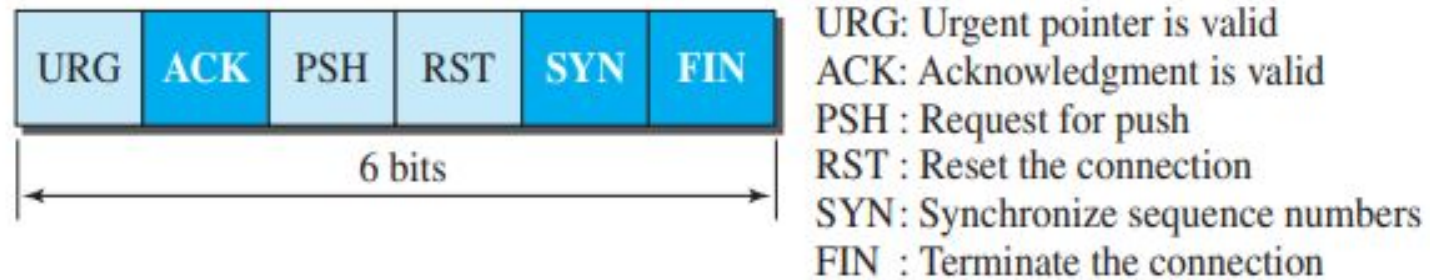 URG ACK PSH RST SYN FIN
6 bits
URG: Urgent pointer is valid
ACK: Acknowledgment is valid
PSH : Request for push
RST : Reset the connection
SYN: Synchronize sequence numbers
FIN : Terminate the connection